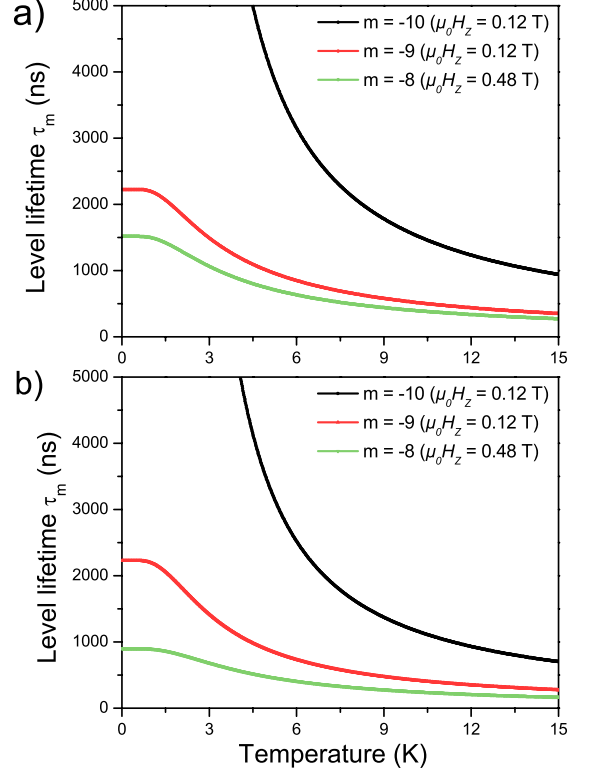 a)
5000
4000
3000
2000
1000
0
Level lifetime τm (ns)
m = -10 (μ0HZ = 0.12 T)
m = -9 (μ0HZ = 0.12 T)
m = -8 (μ0HZ = 0.48 T)
0 3 6 9 12 15
b)
5000
4000
3000
2000
1000
0
Level lifetime τm (ns)
m = -10 (μ0HZ = 0.12 T)
m = -9 (μ0HZ = 0.12 T)
m = -8 (μ0HZ = 0.48 T)
0 3 6 9 12 15
Temperature (K)